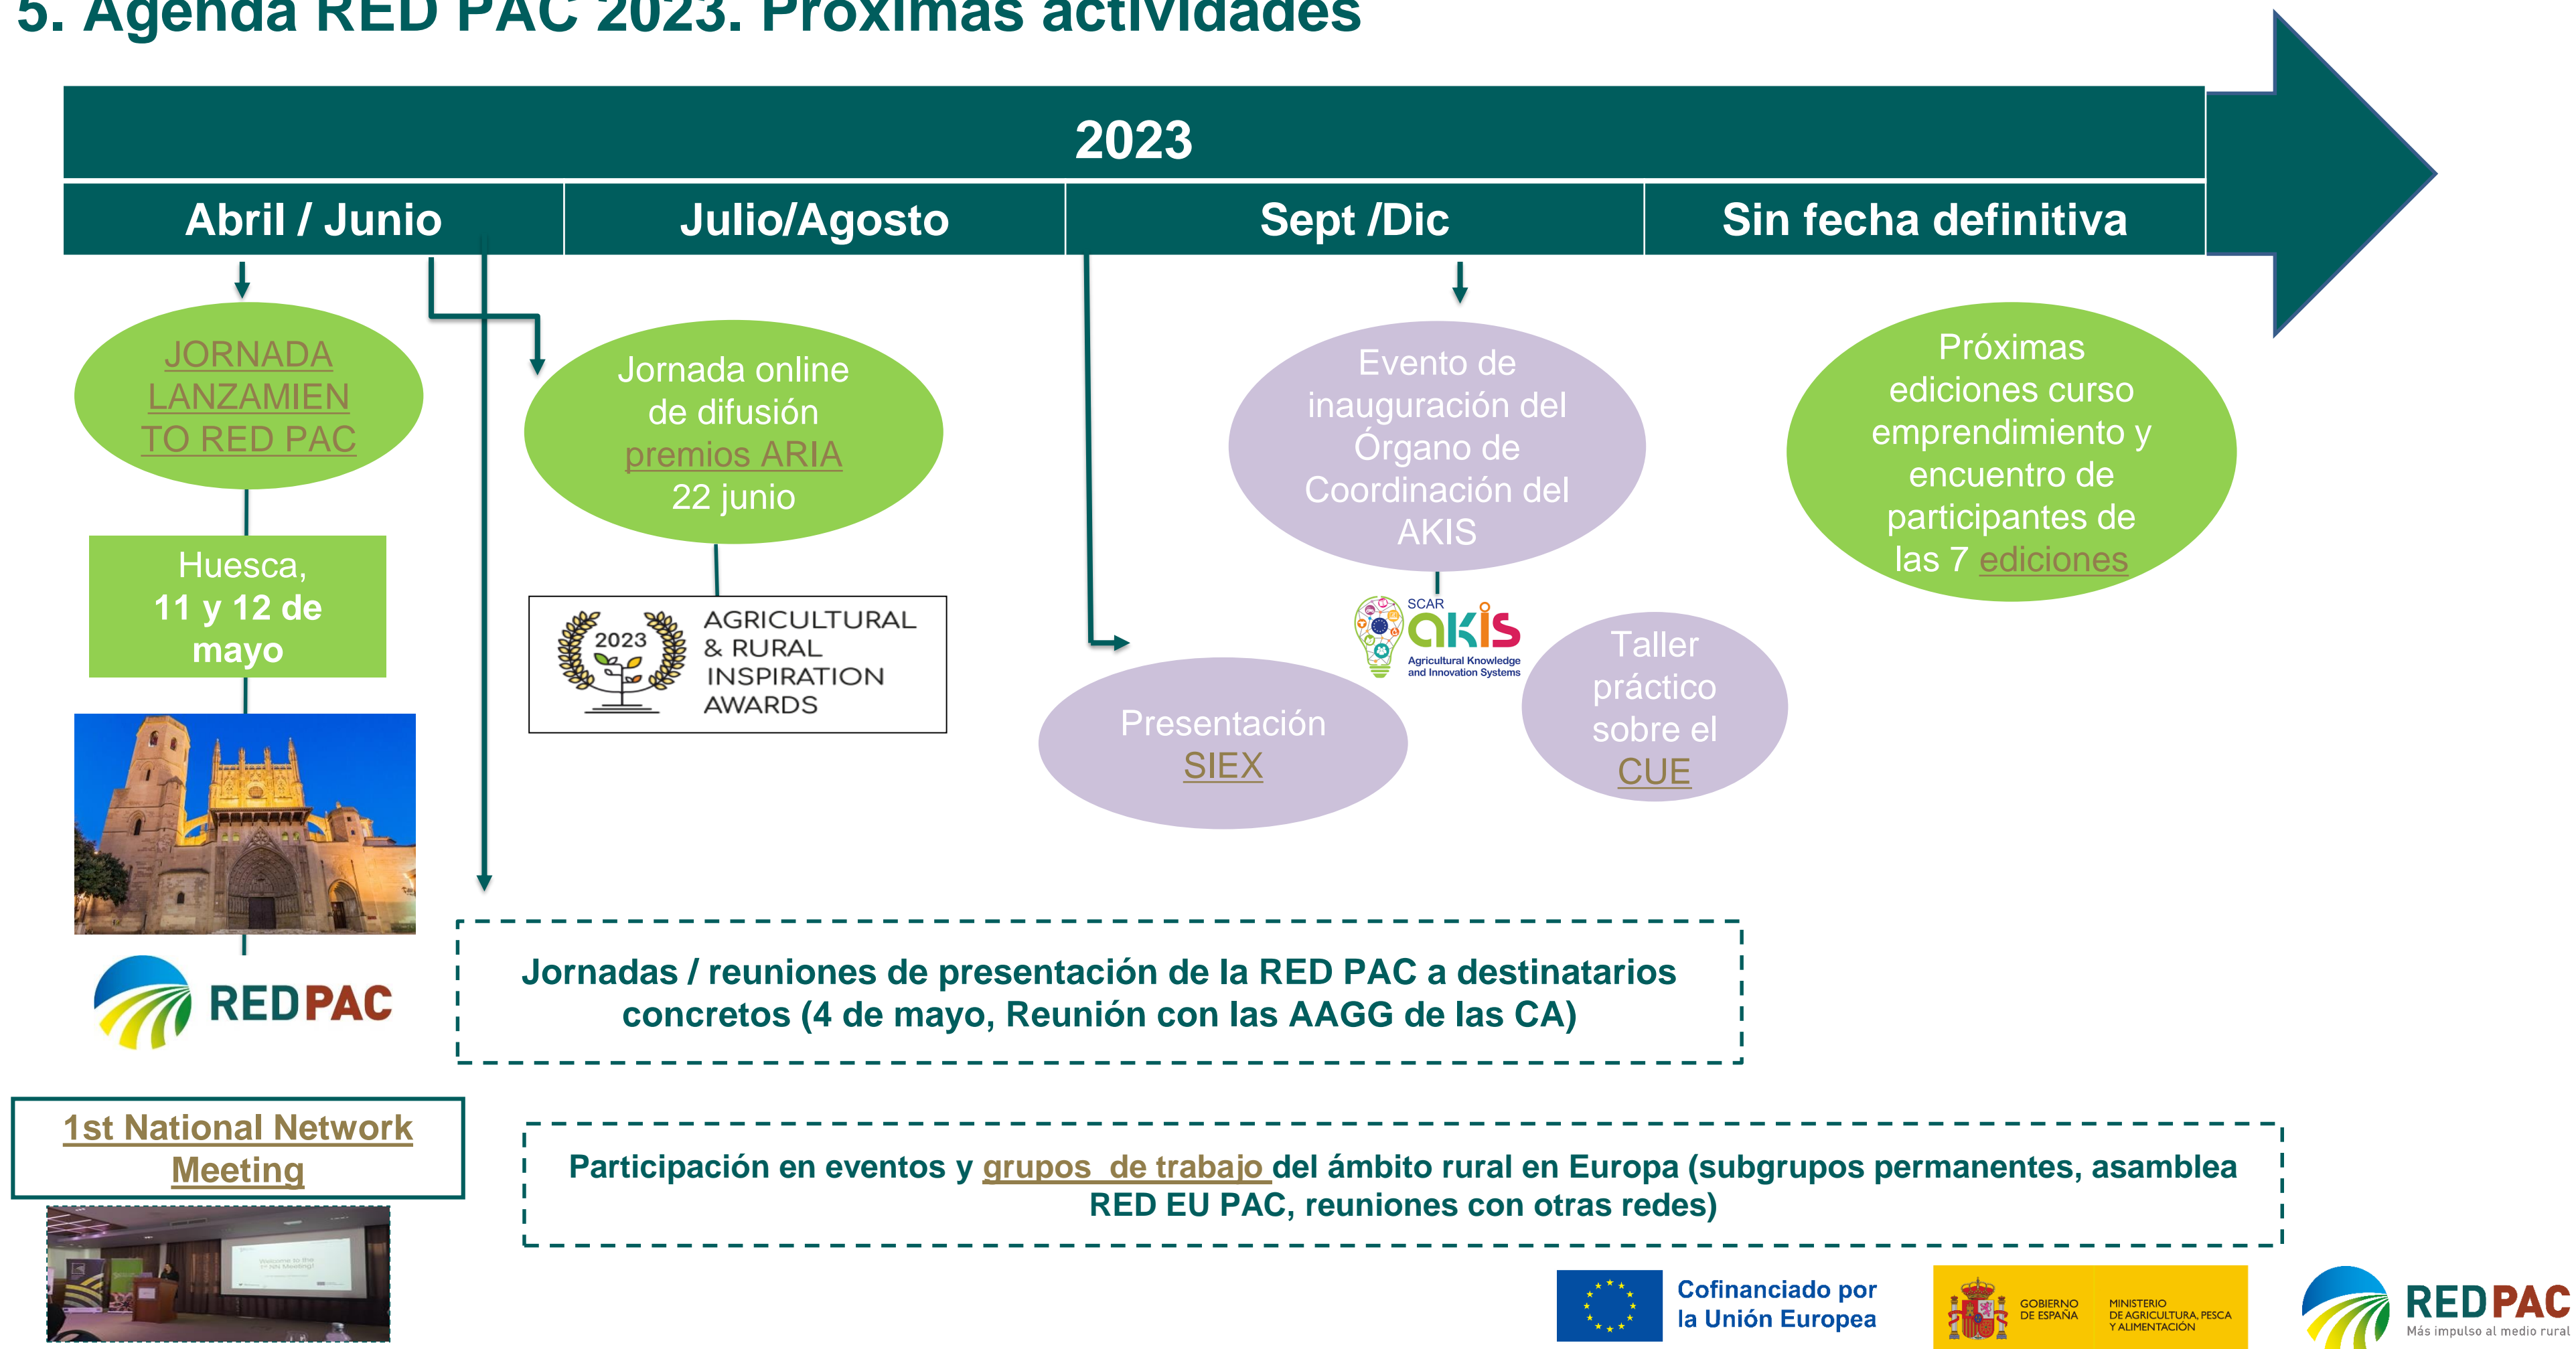 5. Agenda RED PAC 2023. Próximas actividades
2023
Abril / Junio
Julio/Agosto
Sept /Dic
Sin fecha definitiva
JORNADA
LANZAMIEN
TO RED PAC
Huesca,
11 y 12 de
mayo
REDPAC
Jornada online
de difusión
premios ARIA
22 junio
2023
AGRICULTURAL
& RURAL
INSPIRATION
AWARDS
Evento de
inauguración del
Órgano de
Coordinación del
AKIS
SCAR
akis
Agricultural Knowledge
and Innovation Systems
Presentación
SIEX
Taller
práctico
sobre el
CUE
Próximas
ediciones curso
emprendimiento y
encuentro de
participantes de
las 7 ediciones
Jornadas / reuniones de presentación de la RED PAC a destinatarios
concretos (4 de mayo, Reunión con las AAGG de las CA)
1st National Network
Meeting
Welcome to the
1st NN Meeting!
Participación en eventos y grupos de trabajo del ámbito rural en Europa (subgrupos permanentes, asamblea
RED EU PAC, reuniones con otras redes)
Cofinanciado por
la Unión Europea
GOBIERNO
DE ESPAÑA
MINISTERIO
DE AGRICULTURA, PESCA
Y ALIMENTACIÓN
REDPAC
Más impulso al medio rural